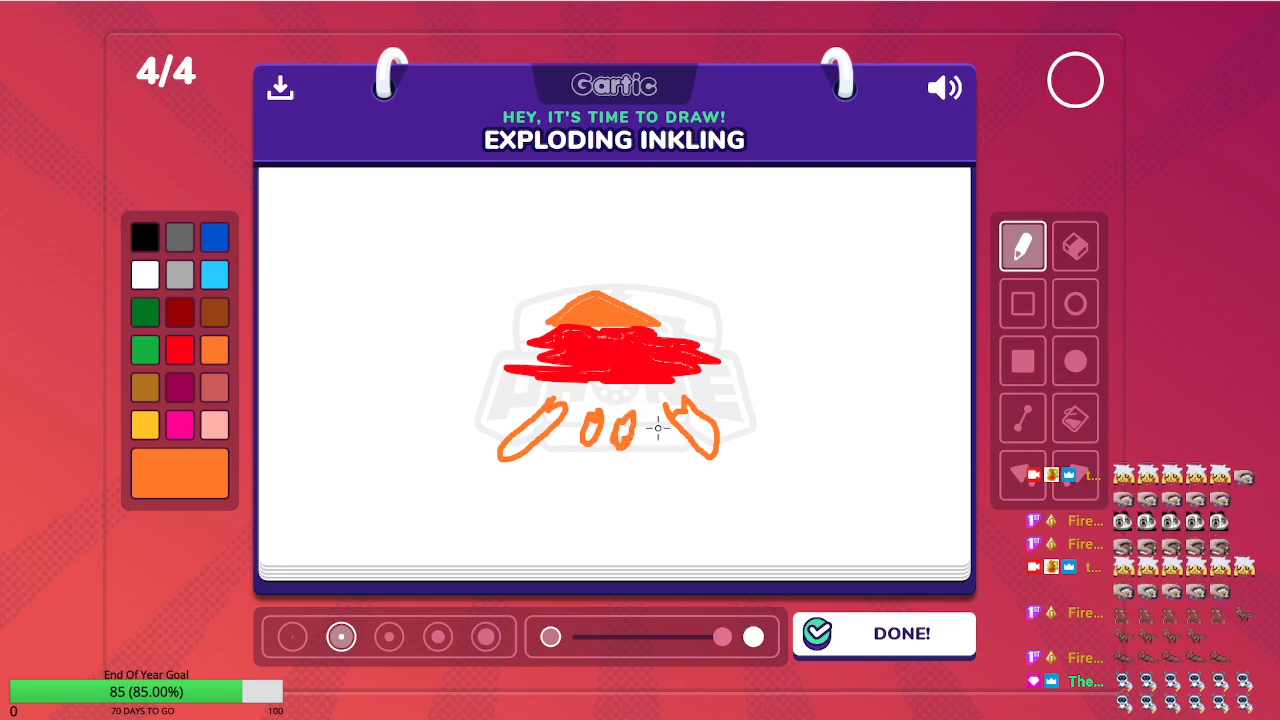 4/4
Gartic
HEY, IT'S TIME TO DRAW!
EXPLODING INKLING
PHONE
t...
1ST Fire...
1ST Fire...
t...
1ST Fire...
1ST Fire...
The...
DONE!
End Of Year Goal
85 (85.00%)
0 70 DAYS TO GO 100